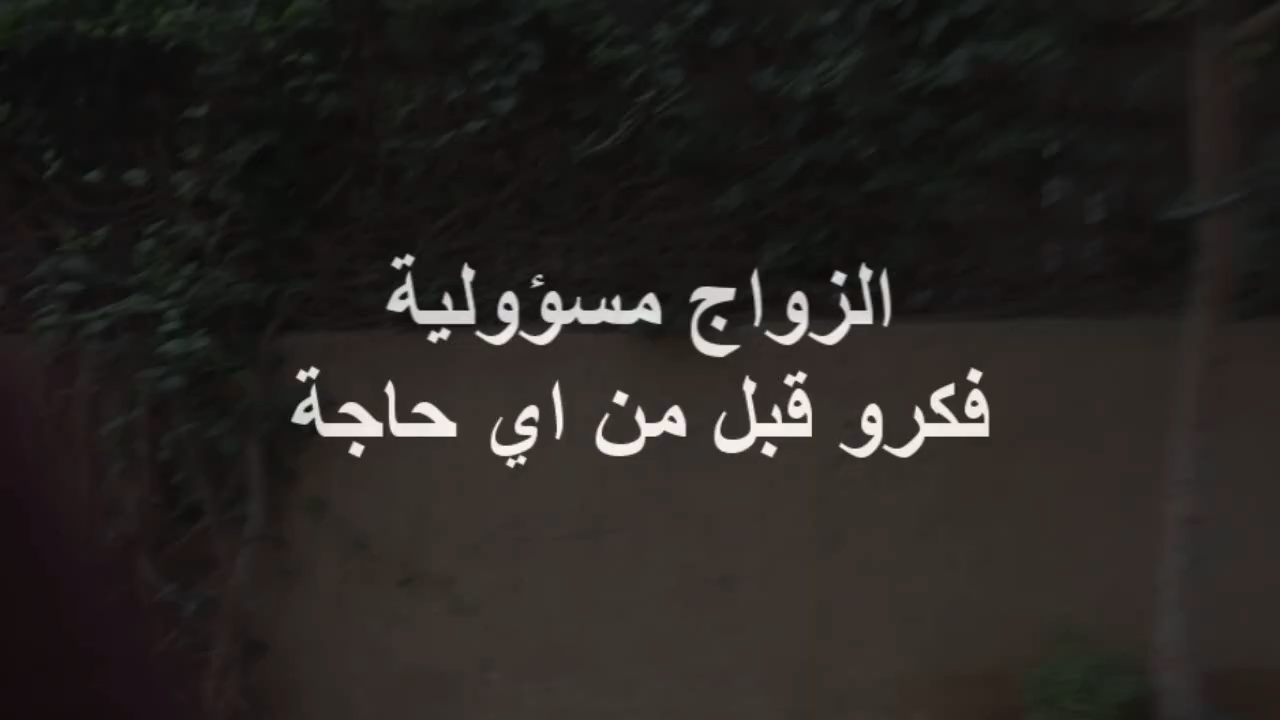 الزواج مسؤولية
فكرو قبل من اي حاجة